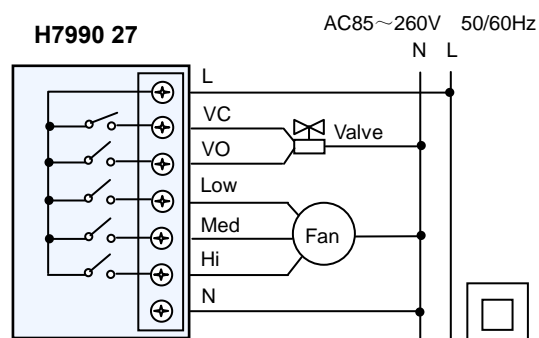 H7990 27
AC85～260V 50/60Hz
N L
L
VC
VO
Valve
Low
Med
Fan
Hi
N